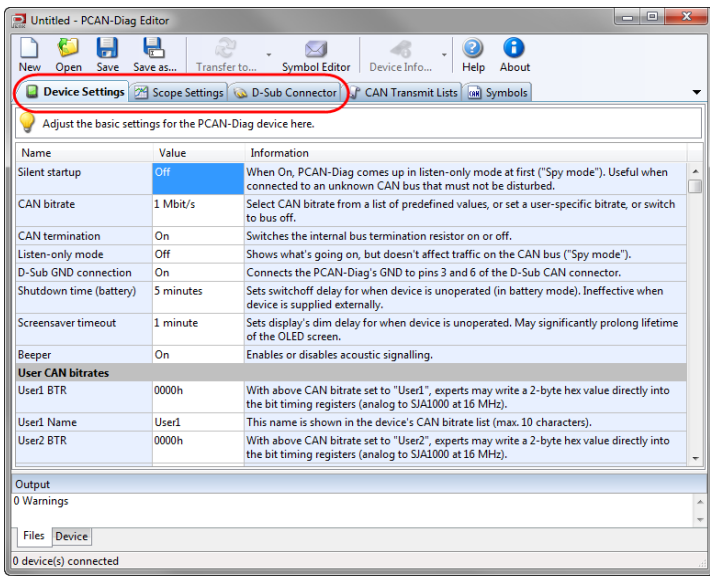 Untitled - PCAN-Diag Editor
New Open Save Save as... Transfer to... Symbol Editor Device Info... Help About
Device Settings Scope Settings D-Sub Connector CAN Transmit Lists Symbols
Adjust the basic settings for the PCAN-Diag device here.
Name Value Information
Silent startup Off When On, PCAN-Diag comes up in listen-only mode at first ("Spy mode"). Useful when
connected to an unknown CAN bus that must not be disturbed.
CAN bitrate 1 Mbit/s Select CAN bitrate from a list of predefined values, or set a user-specific bitrate, or switch
to bus off.
CAN termination On Switches the internal bus termination resistor on or off.
Listen-only mode Off Shows what's going on, but doesn't affect traffic on the CAN bus ("Spy mode").
D-Sub GND connection On Connects the PCAN-Diag's GND to pins 3 and 6 of the D-Sub CAN connector.
Shutdown time (battery) 5 minutes Sets switchoff delay for when device is unoperated (in battery mode). Ineffective when
device is supplied externally.
Screensaver timeout 1 minute Sets display's dim delay for when device is unoperated. May significantly prolong lifetime
of the OLED screen.
Beeper On Enables or disables acoustic signalling.
User CAN bitrates
User1 BTR 0000h With above CAN bitrate set to "User1", experts may write a 2-byte hex value directly into
the bit timing registers (analog to SJA1000 at 16 MHz).
User1 Name User1 This name is shown in the device's CAN bitrate list (max. 10 characters).
User2 BTR 0000h With above CAN bitrate set to "User2", experts may write a 2-byte hex value directly into
the bit timing registers (analog to SJA1000 at 16 MHz).
Output
0 Warnings
Files Device
0 device(s) connected